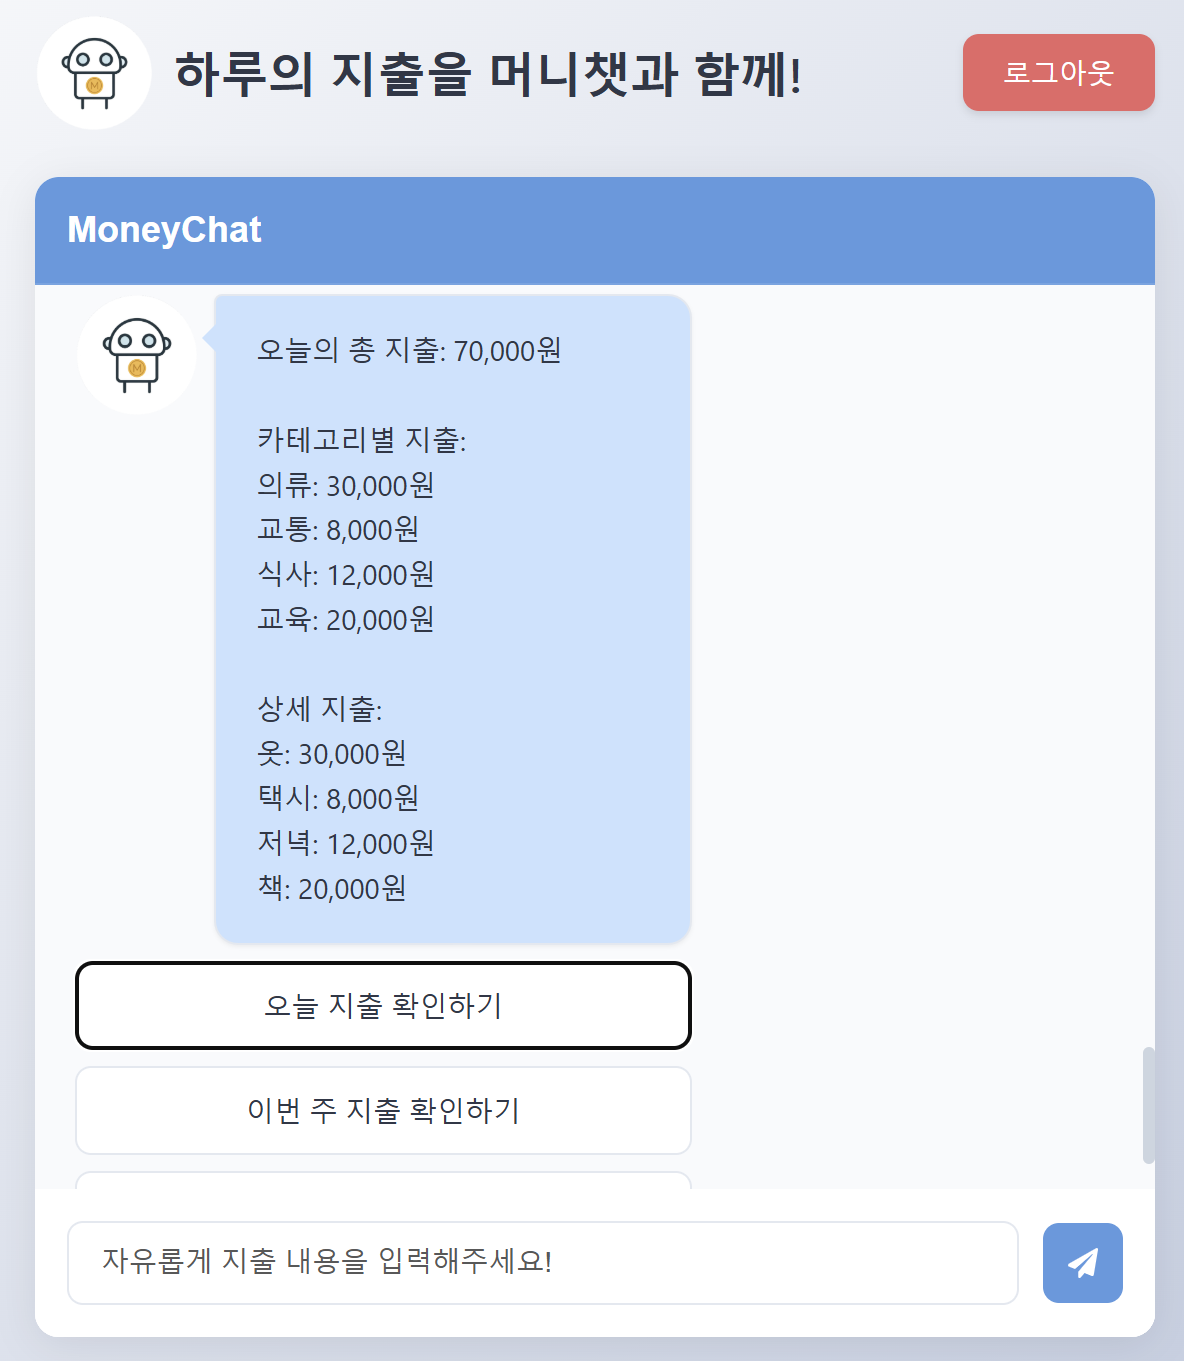 하루의 지출을 머니챗과 함께!
로그아웃
MoneyChat
오늘의 총 지출: 70,000원
카테고리별 지출:
의류: 30,000원
교통: 8,000원
식사: 12,000원
교육: 20,000원
상세 지출:
옷: 30,000원
택시: 8,000원
저녁: 12,000원
책: 20,000원
오늘 지출 확인하기
이번 주 지출 확인하기
자유롭게 지출 내용을 입력해주세요!